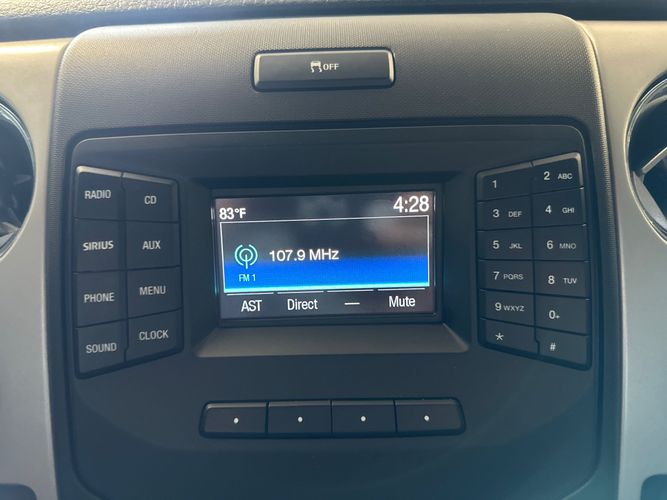 OFF
RADIO CD
SIRIUS AUX
PHONE MENU
SOUND CLOCK
83°F 4:28
107.9 MHz
FM 1
AST Direct — Mute
1 2 ABC
3 DEF 4 GHI
5 JKL 6 MNO
7 PQRS 8 TUV
9 WXYZ 0+
* #